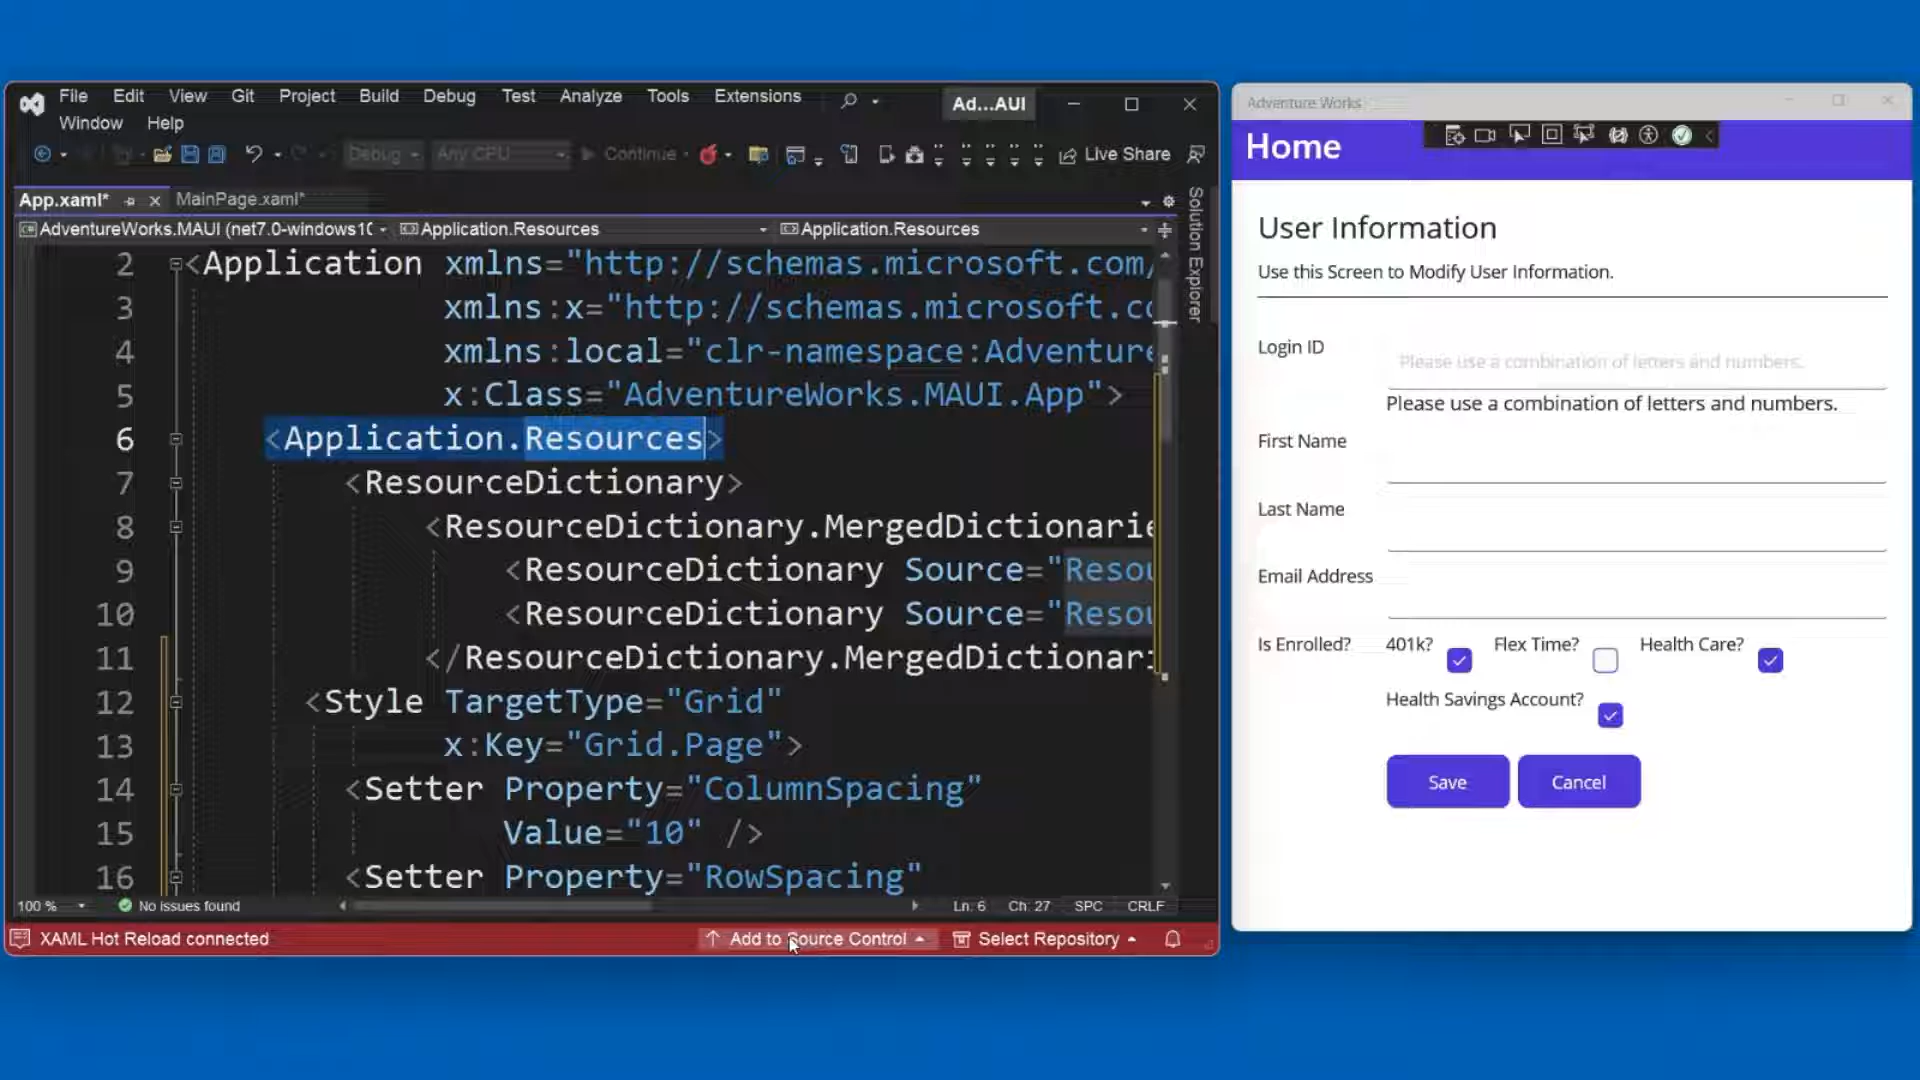 File Edit View Git Project Build Debug Test Analyze Tools Extensions
Window Help
Ad...AUI
Debug Any CPU Continue Live Share
App.xaml* MainPage.xaml*
AdventureWorks.MAUI (net7.0-windows10 Application.Resources Application.Resources
Solution Explorer
2 <Application xmlns="http://schemas.microsoft.com/
3 xmlns:x="http://schemas.microsoft.co
4 xmlns:local="clr-namespace:Adventure
5 x:Class="AdventureWorks.MAUI.App">
6 <Application.Resources>
7 <ResourceDictionary>
8 <ResourceDictionary.MergedDictionarie
9 <ResourceDictionary Source="Resou
10 <ResourceDictionary Source="Resou
11 </ResourceDictionary.MergedDictionari
12 <Style TargetType="Grid"
13 x:Key="Grid.Page">
14 <Setter Property="ColumnSpacing"
15 Value="10" />
16 <Setter Property="RowSpacing"
100 % No issues found Ln: 6 Ch: 27 SPC CRLF
XAML Hot Reload connected Add to Source Control Select Repository
Adventure Works
Home
User Information
Use this Screen to Modify User Information.
Login ID
Please use a combination of letters and numbers.
Please use a combination of letters and numbers.
First Name
Last Name
Email Address
Is Enrolled? 401k? Flex Time? Health Care?
Health Savings Account?
Save Cancel